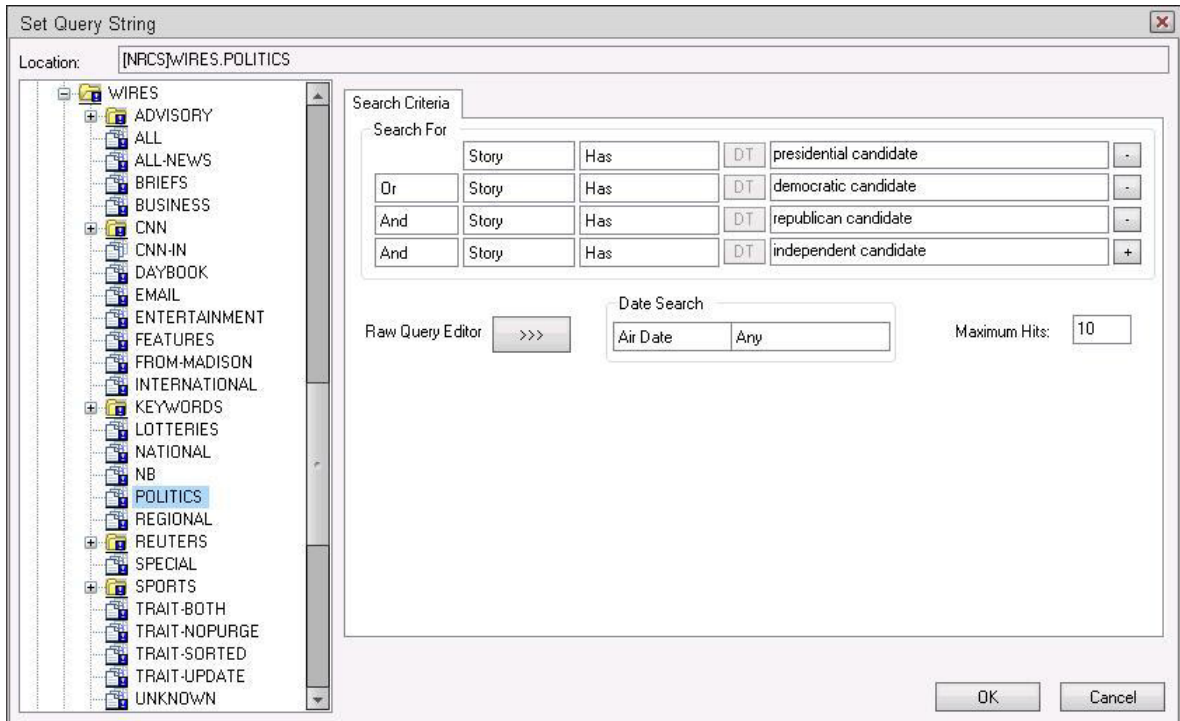 Set Query String
Location: [NRCS]WIRES.POLITICS
WIRES
ADVISORY
ALL
ALL-NEWS
BRIEFS
BUSINESS
CNN
CNN-IN
DAYBOOK
EMAIL
ENTERTAINMENT
FEATURES
FROM-MADISON
INTERNATIONAL
KEYWORDS
LOTTERIES
NATIONAL
NB
POLITICS
REGIONAL
REUTERS
SPECIAL
SPORTS
TRAIT-BOTH
TRAIT-NOPURGE
TRAIT-SORTED
TRAIT-UPDATE
UNKNOWN
Search Criteria
Search For
Story Has DT presidential candidate -
Or Story Has DT democratic candidate -
And Story Has DT republican candidate -
And Story Has DT independent candidate +
Date Search
Raw Query Editor >>> Air Date Any Maximum Hits: 10
OK Cancel